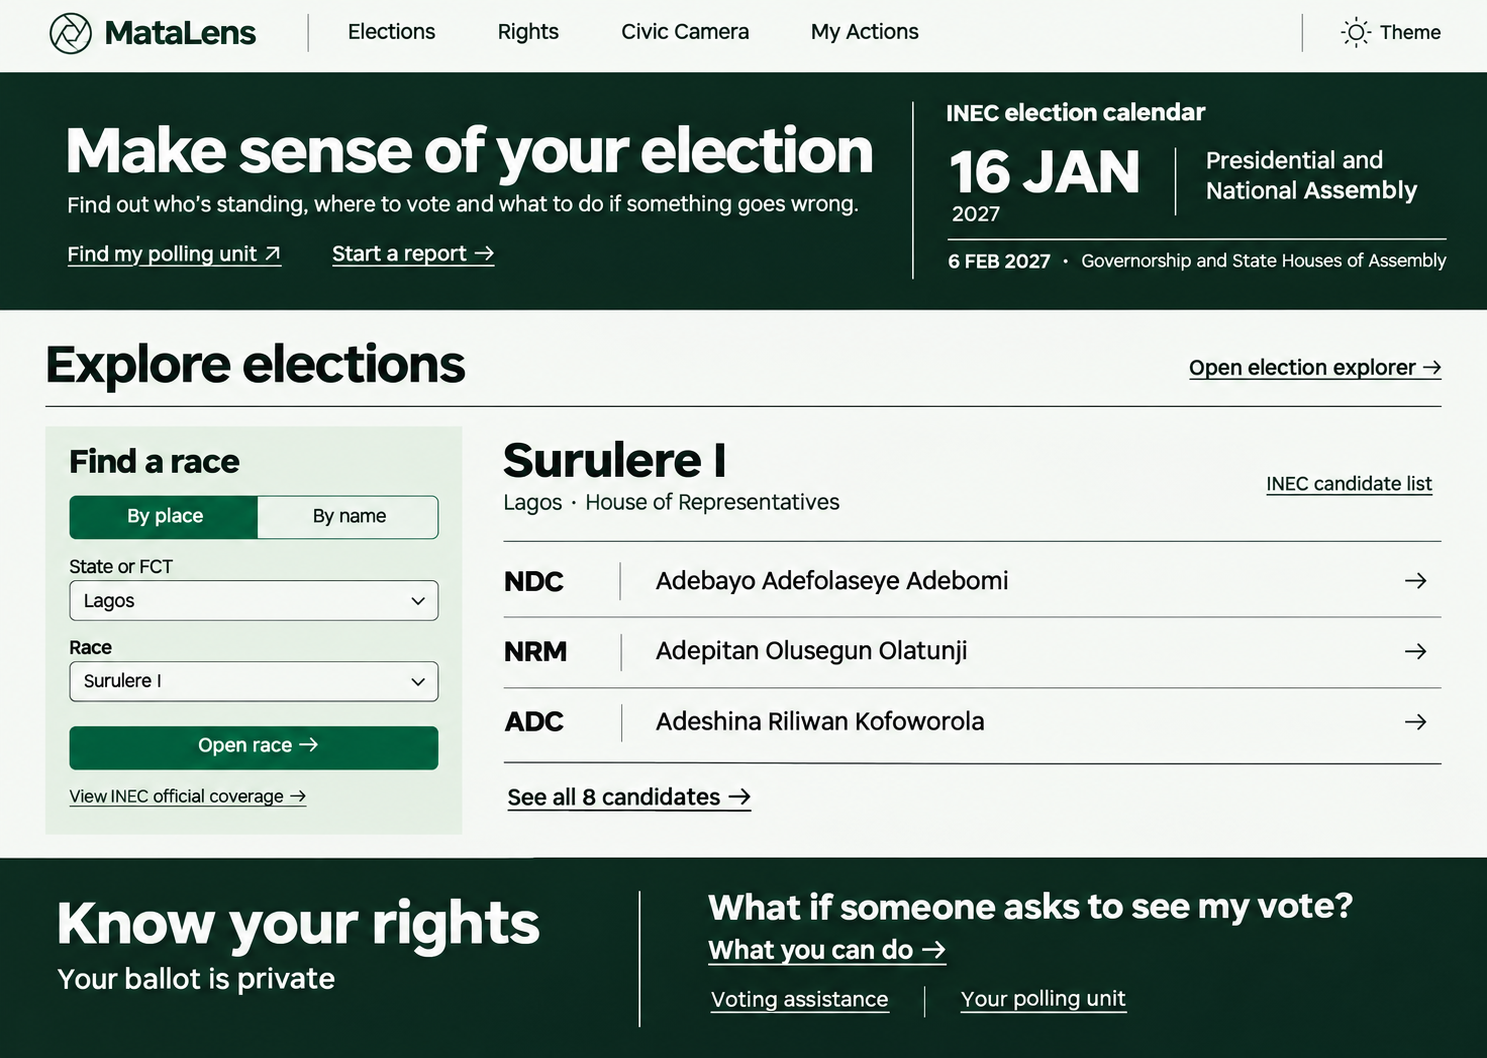 MataLens
Elections
Rights
Civic Camera
My Actions
Theme
Make sense of your election
Find out who's standing, where to vote and what to do if something goes wrong.
Find my polling unit ↗
Start a report →
INEC election calendar
16 JAN
2027
Presidential and
National Assembly
6 FEB 2027 · Governorship and State Houses of Assembly
Explore elections
Open election explorer →
Find a race
By place
By name
State or FCT
Lagos
Race
Surulere I
Open race →
View INEC official coverage →
Surulere I
Lagos · House of Representatives
INEC candidate list
NDC
Adebayo Adefolaseye Adebomi →
NRM
Adepitan Olusegun Olatunji →
ADC
Adeshina Riliwan Kofoworola →
See all 8 candidates →
Know your rights
Your ballot is private
What if someone asks to see my vote?
What you can do →
Voting assistance
Your polling unit